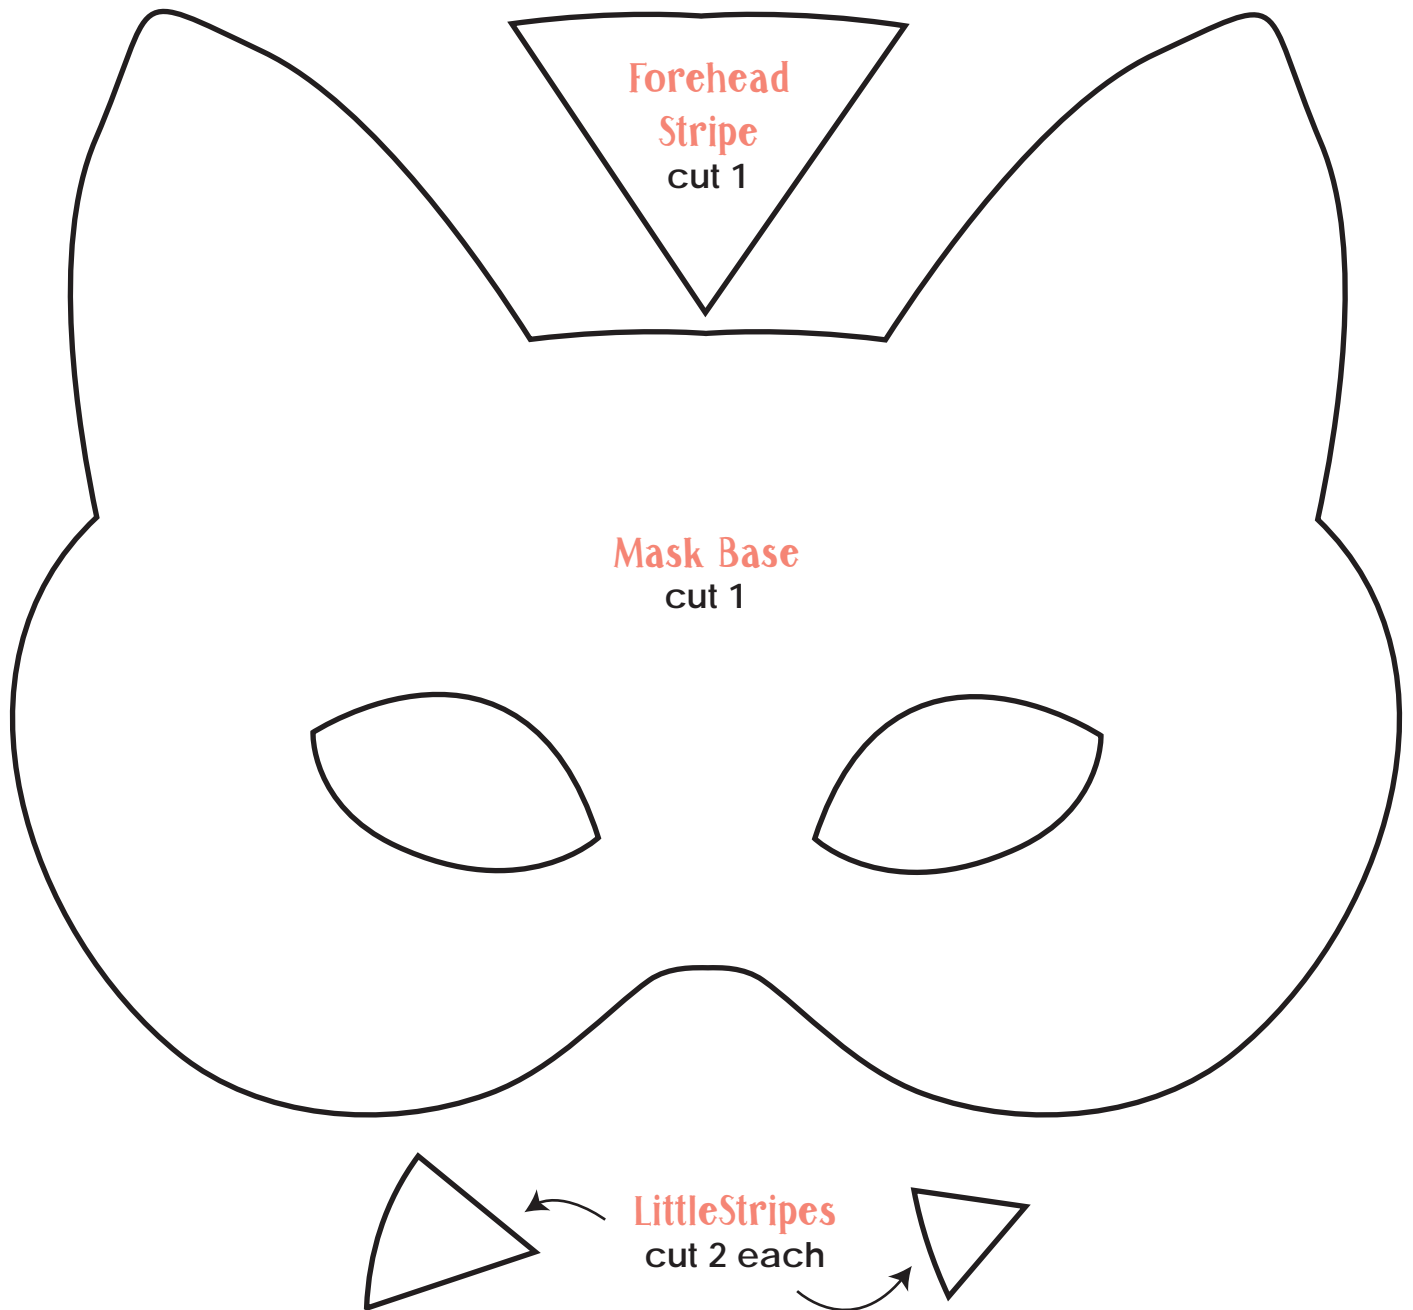 Forehead
Stripe
cut 1
Mask Base
cut 1
LittleStripes
cut 2 each